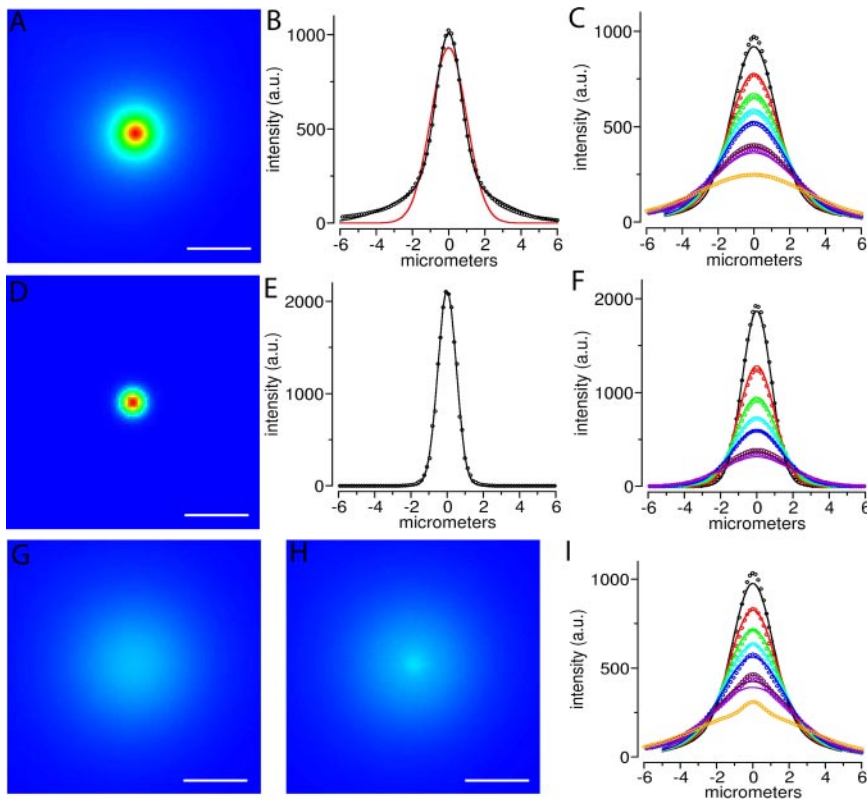 A
B
intensity (a.u.)
1000
500
0
-6 -4 -2 0 2 4 6
micrometers
C
intensity (a.u.)
1000
500
0
-6 -4 -2 0 2 4 6
micrometers
D
E
intensity (a.u.)
2000
1000
0
-6 -4 -2 0 2 4 6
micrometers
F
intensity (a.u.)
2000
1000
0
-6 -4 -2 0 2 4 6
micrometers
G
H
I
intensity (a.u.)
1000
500
0
-6 -4 -2 0 2 4 6
micrometers